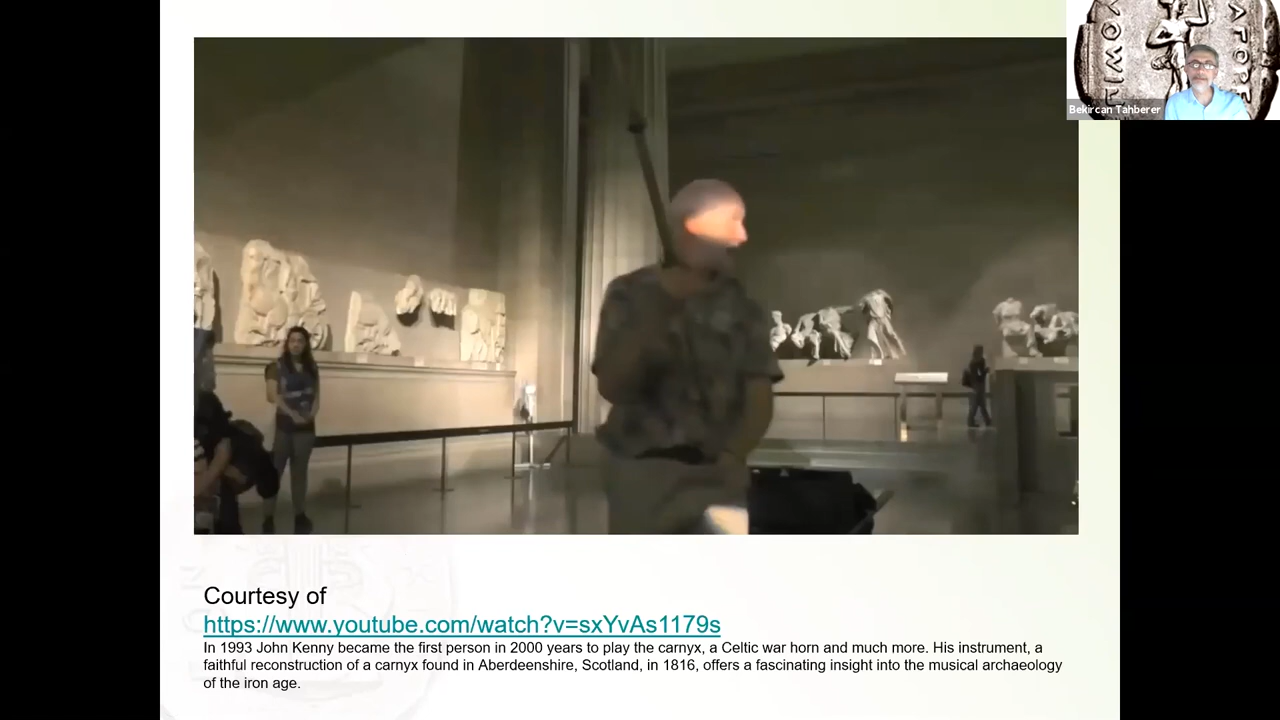 Bekircan Tahberer
Courtesy of
https://www.youtube.com/watch?v=sxYvAs1179s
In 1993 John Kenny became the first person in 2000 years to play the carnyx, a Celtic war horn and much more. His instrument, a
faithful reconstruction of a carnyx found in Aberdeenshire, Scotland, in 1816, offers a fascinating insight into the musical archaeology
of the iron age.